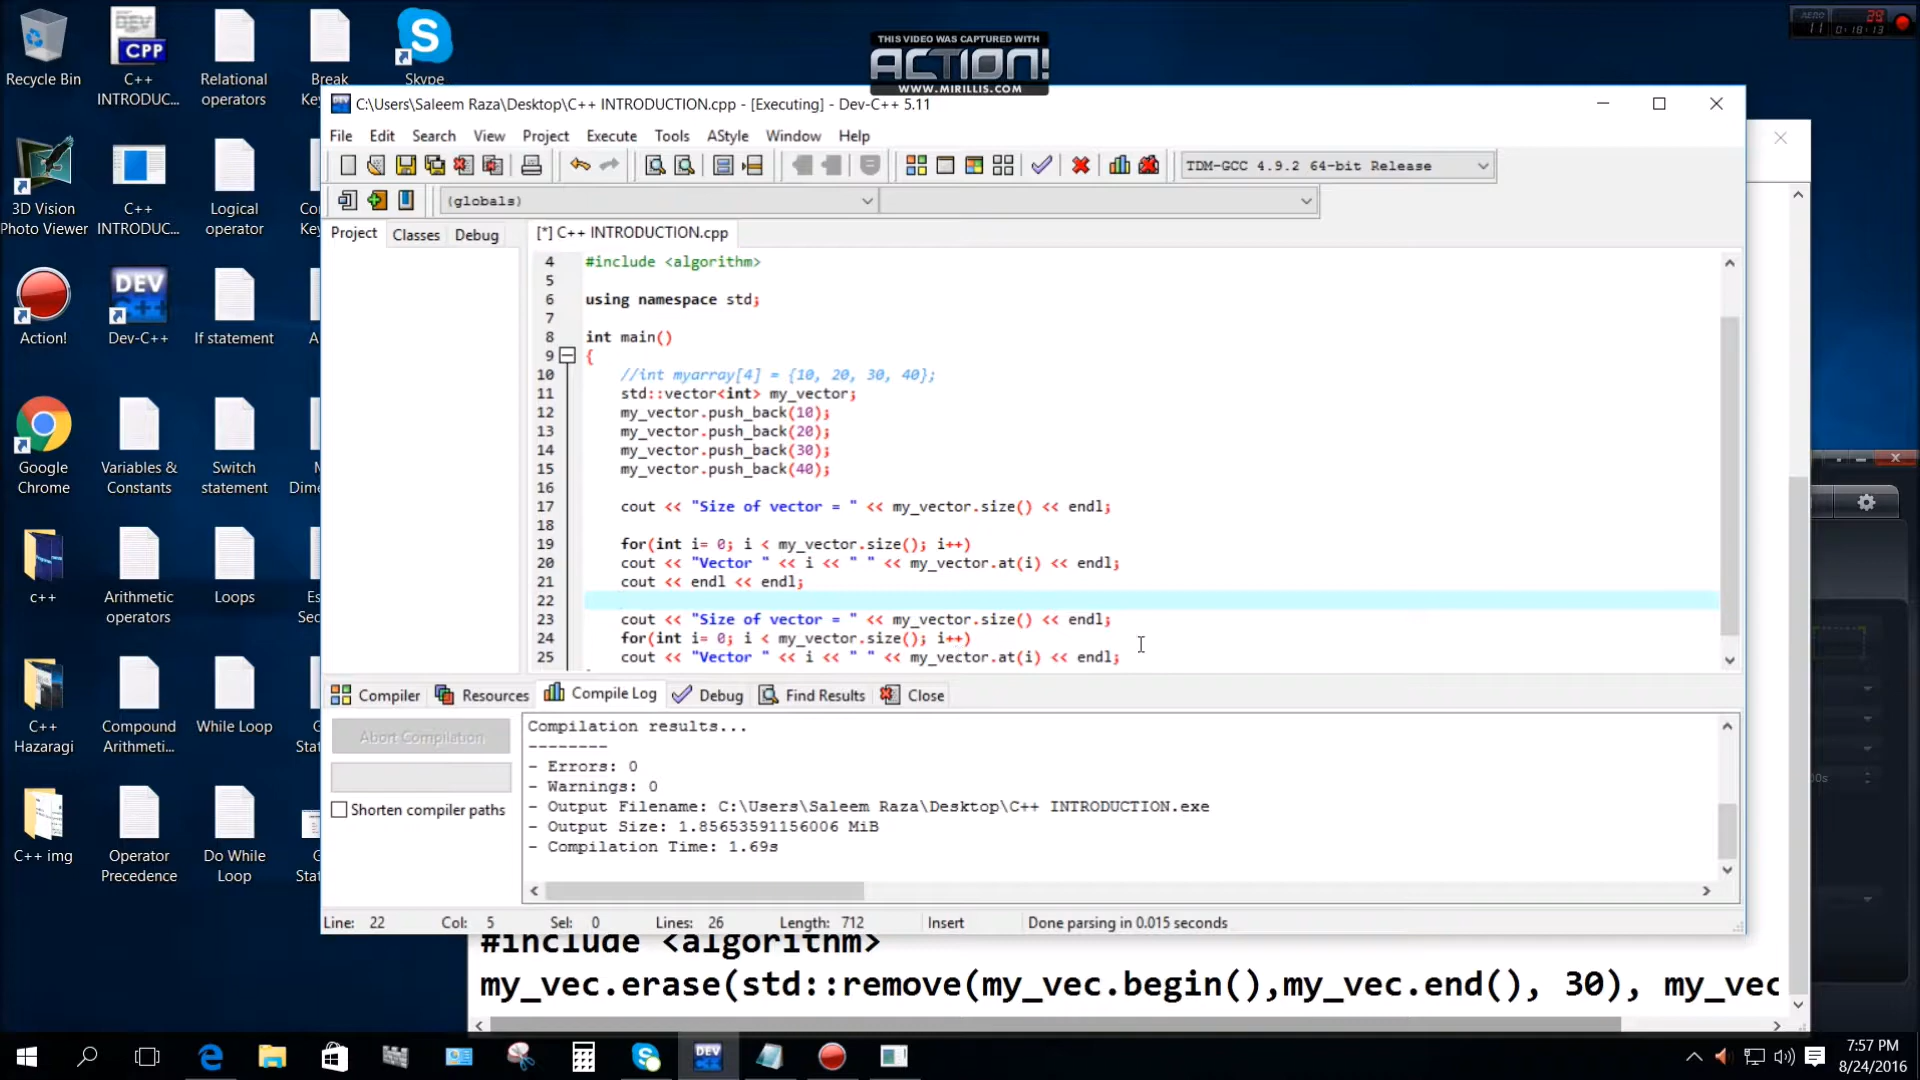 THIS VIDEO WAS CAPTURED WITH
ACTION!
WWW.MIRILLIS.COM
Recycle Bin
DEV
CPP
C++
INTRODUC...
Relational
operators
Break
Key
Skype
3D Vision
Photo Viewer
C++
INTRODUC...
Logical
operator
Key
Action!
DEV
Dev-C++
If statement
Google
Chrome
Variables &
Constants
Switch
statement
Dime
c++
Arithmetic
operators
Loops
Sec
C++
Hazaragi
Compound
Arithmeti...
While Loop
Stat
C++ img
Operator
Precedence
Do While
Loop
Stat
C:\Users\Saleem Raza\Desktop\C++ INTRODUCTION.cpp - [Executing] - Dev-C++ 5.11
File Edit Search View Project Execute Tools AStyle Window Help
TDM-GCC 4.9.2 64-bit Release
(globals)
Project Classes Debug
[*] C++ INTRODUCTION.cpp
4 #include <algorithm>
5
6 using namespace std;
7
8 int main()
9 {
10 //int myarray[4] = {10, 20, 30, 40};
11 std::vector<int> my_vector;
12 my_vector.push_back(10);
13 my_vector.push_back(20);
14 my_vector.push_back(30);
15 my_vector.push_back(40);
16
17 cout << "Size of vector = " << my_vector.size() << endl;
18
19 for(int i= 0; i < my_vector.size(); i++)
20 cout << "Vector " << i << " " << my_vector.at(i) << endl;
21 cout << endl << endl;
22
23 cout << "Size of vector = " << my_vector.size() << endl;
24 for(int i= 0; i < my_vector.size(); i++)
25 cout << "Vector " << i << " " << my_vector.at(i) << endl;
Compiler Resources Compile Log Debug Find Results Close
Abort Compilation
Shorten compiler paths
Compilation results...
--------
- Errors: 0
- Warnings: 0
- Output Filename: C:\Users\Saleem Raza\Desktop\C++ INTRODUCTION.exe
- Output Size: 1.85653591156006 MiB
- Compilation Time: 1.69s
Line: 22 Col: 5 Sel: 0 Lines: 26 Length: 712 Insert Done parsing in 0.015 seconds
#include <algorithm>
my_vec.erase(std::remove(my_vec.begin(),my_vec.end(), 30), my_vec
DEV
7:57 PM
8/24/2016